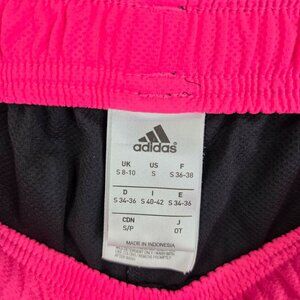 adidas
UK US F
S 8-10 S S 36-38
D I E
S 34-36 S 40-42 S 34-36
CDN J
S/P OT
MADE IN INDONESIA